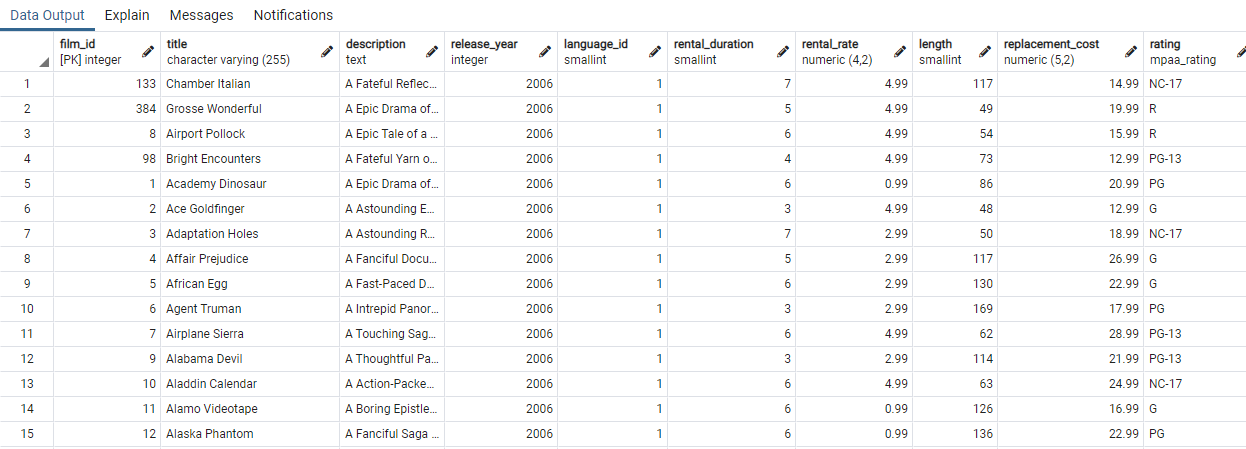 Data Output Explain Messages Notifications
film_id title description release_year language_id rental_duration rental_rate length replacement_cost rating
[PK] integer character varying (255) text integer smallint smallint numeric (4,2) smallint numeric (5,2) mpaa_rating
1 133 Chamber Italian A Fateful Reflec... 2006 1 7 4.99 117 14.99 NC-17
2 384 Grosse Wonderful A Epic Drama of... 2006 1 5 4.99 49 19.99 R
3 8 Airport Pollock A Epic Tale of a ... 2006 1 6 4.99 54 15.99 R
4 98 Bright Encounters A Fateful Yarn o... 2006 1 4 4.99 73 12.99 PG-13
5 1 Academy Dinosaur A Epic Drama of... 2006 1 6 0.99 86 20.99 PG
6 2 Ace Goldfinger A Astounding E... 2006 1 3 4.99 48 12.99 G
7 3 Adaptation Holes A Astounding R... 2006 1 7 2.99 50 18.99 NC-17
8 4 Affair Prejudice A Fanciful Docu... 2006 1 5 2.99 117 26.99 G
9 5 African Egg A Fast-Paced D... 2006 1 6 2.99 130 22.99 G
10 6 Agent Truman A Intrepid Panor... 2006 1 3 2.99 169 17.99 PG
11 7 Airplane Sierra A Touching Sag... 2006 1 6 4.99 62 28.99 PG-13
12 9 Alabama Devil A Thoughtful Pa... 2006 1 3 2.99 114 21.99 PG-13
13 10 Aladdin Calendar A Action-Packe... 2006 1 6 4.99 63 24.99 NC-17
14 11 Alamo Videotape A Boring Epistle... 2006 1 6 0.99 126 16.99 G
15 12 Alaska Phantom A Fanciful Saga ... 2006 1 6 0.99 136 22.99 PG